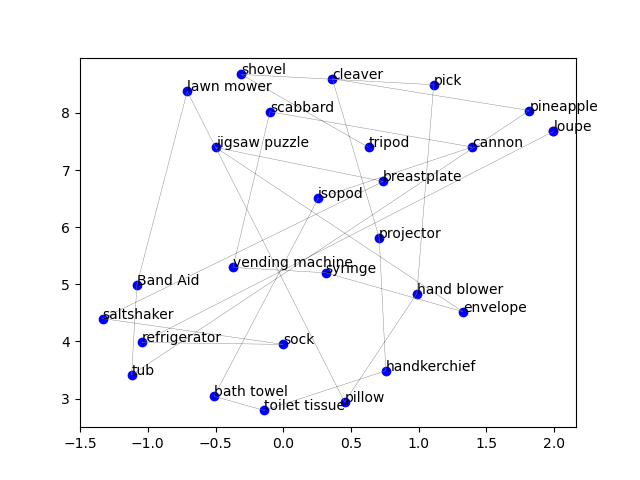 shovel
cleaver
pick
lawn mower
scabbard
pineapple
loupe
jigsaw puzzle
tripod
cannon
breastplate
isopod
projector
vending machine
syringe
Band Aid
hand blower
envelope
saltshaker
refrigerator
sock
tub
handkerchief
bath towel
toilet tissue
pillow
8
7
6
5
4
3
−1.5 −1.0 −0.5 0.0 0.5 1.0 1.5 2.0